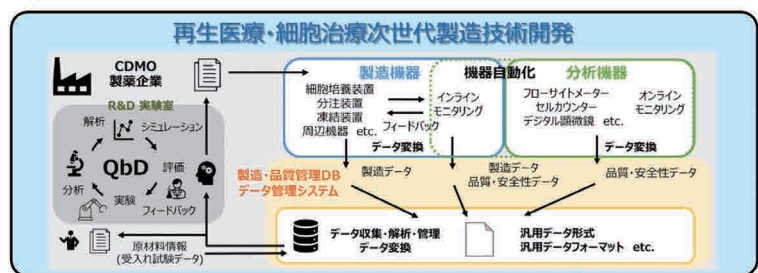 再生医療・細胞治療次世代製造技術開発
CDMO
製薬企業
R&D 実験室
解析
シミュレーション
QbD
評価
分析
実験
フィードバック
原材料情報
(受入れ試験データ)
製造機器
細胞培養装置
分注装置
凍結装置
周辺機器 etc.
フィードバック
データ変換
機器自動化
インライン
モニタリング
分析機器
フローサイトメーター
セルカウンター
デジタル顕微鏡 etc.
オンライン
モニタリング
データ変換
製造・品質管理DB
データ管理システム
製造データ
製造データ
品質・安全性データ
品質・安全性データ
データ収集・解析・管理
データ変換
汎用データ形式
汎用データフォーマット etc.